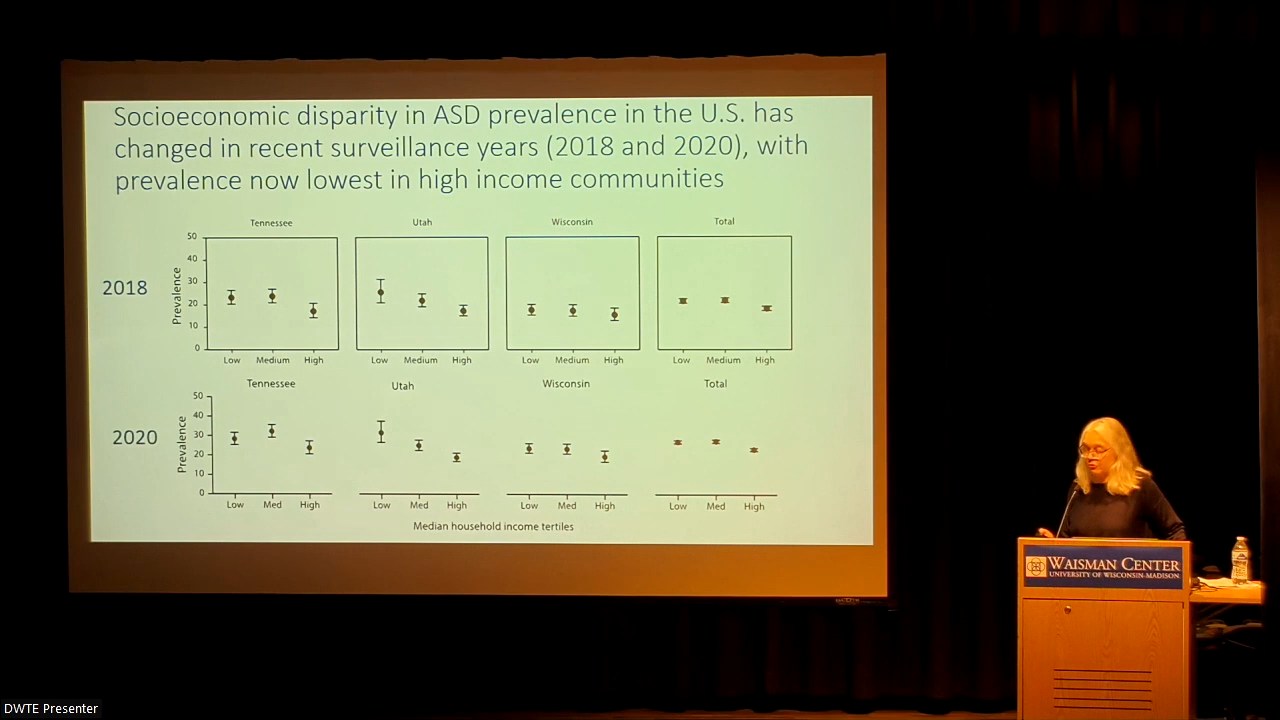 Socioeconomic disparity in ASD prevalence in the U.S. has
changed in recent surveillance years (2018 and 2020), with
prevalence now lowest in high income communities
Tennessee Utah Wisconsin Total
2018
Prevalence
50
40
30
20
10
0
Low Medium High Low Medium High Low Medium High Low Medium High
Tennessee Utah Wisconsin Total
2020
Prevalence
50
40
30
20
10
0
Low Med High Low Med High Low Med High Low Med High
Median household income tertiles
WAISMAN CENTER
UNIVERSITY OF WISCONSIN-MADISON
DWTE Presenter